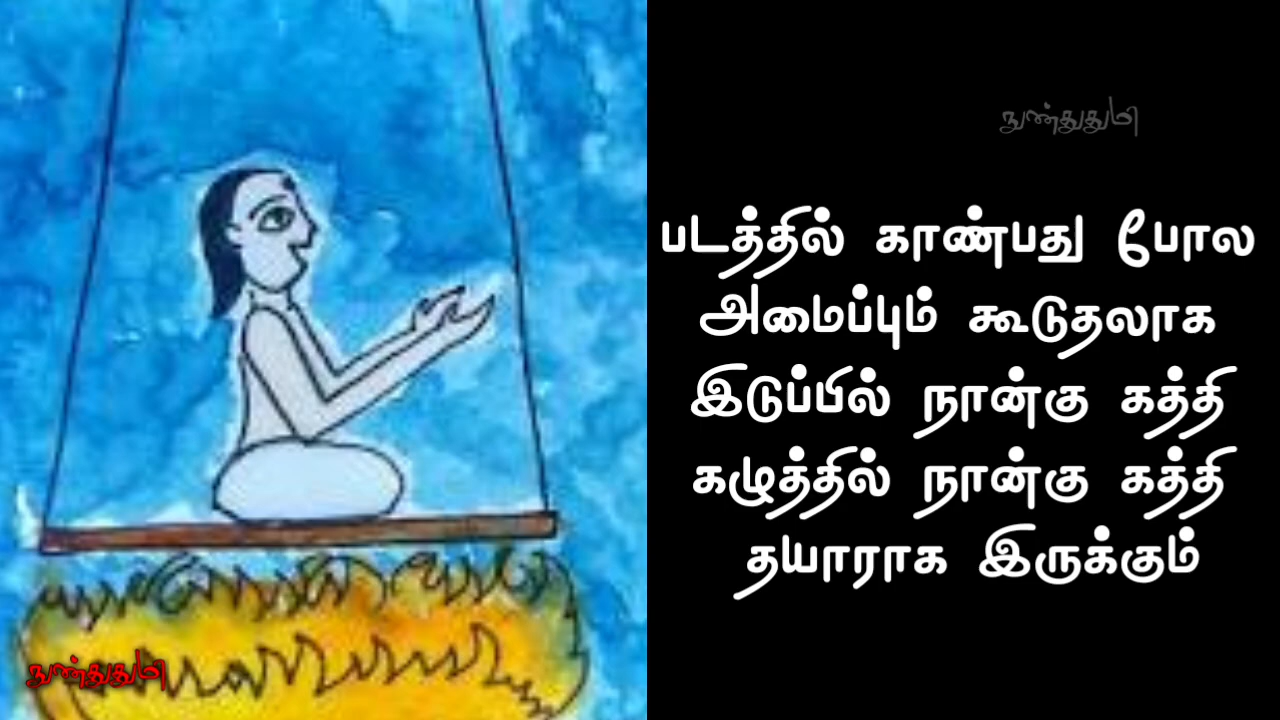 நுண்துதுமி
படத்தில் காண்பது போல
அமைப்பும் கூடுதலாக
இடுப்பில் நான்கு கத்தி
கழுத்தில் நான்கு கத்தி
தயாராக இருக்கும்
நுண்துதுமி